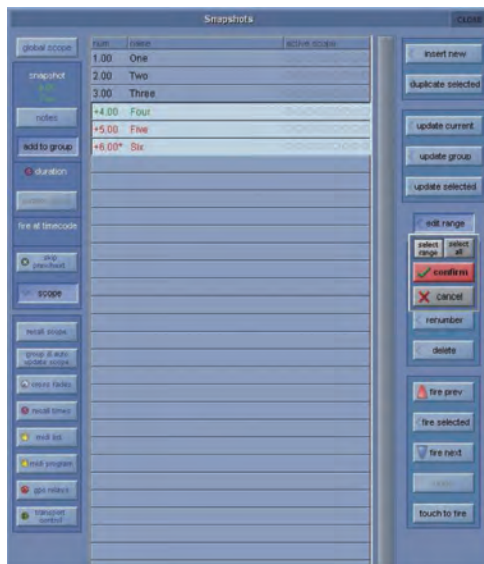 Snapshots
CLOSE
global scope
num name active scope
insert new
1.00 One
2.00 Two
snapshot
duplicate selected
3.00 Three
+4.00 Four
notes
+5.00 Five
update current
add to group
+6.00* Six
update group
duration
update selected
fire at timecode
edit range
select range
select all
skip prev/next
confirm
scope
cancel
renumber
recall scope
group & auto update scope
delete
cross fades
fire prev
recall times
fire selected
midi list
fire next
midi program
gpo relays
touch to fire
transport control